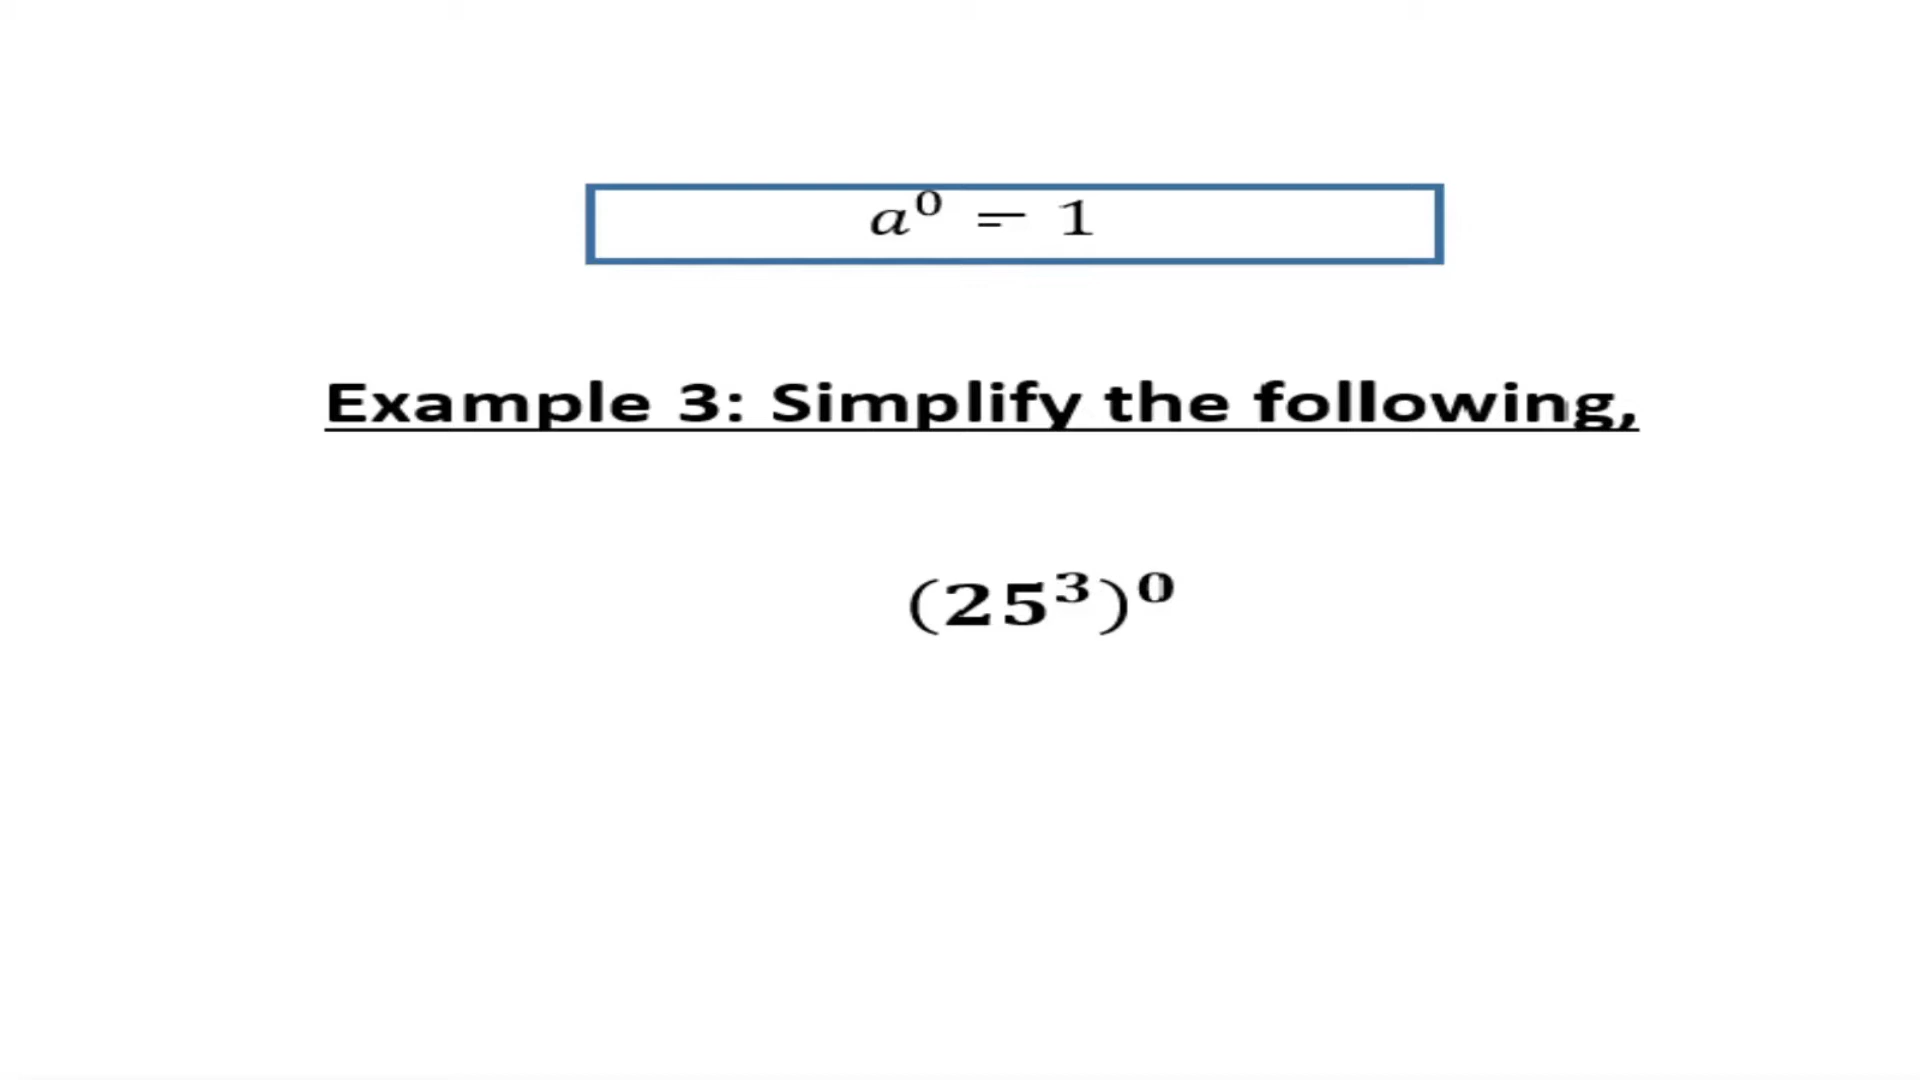 a⁰ = 1
Example 3: Simplify the following,
(25³)⁰